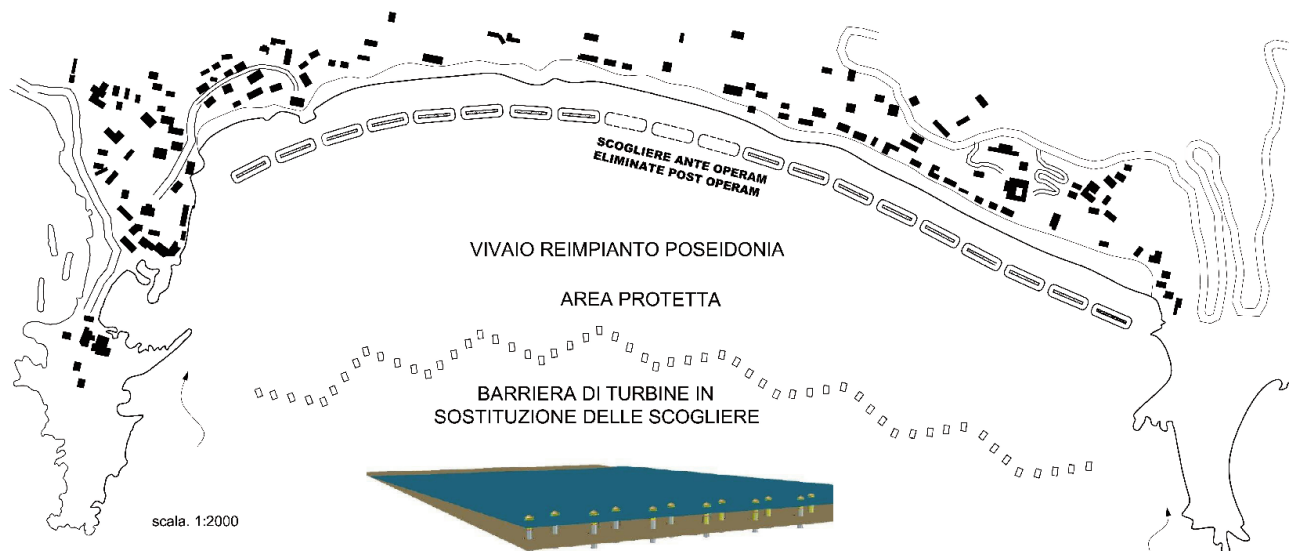 SCOGLIERE ANTE OPERAM
ELIMINATE POST OPERAM
VIVAIO REIMPIANTO POSEIDONIA
AREA PROTETTA
BARRIERA DI TURBINE IN
SOSTITUZIONE DELLE SCOGLIERE
scala. 1:2000